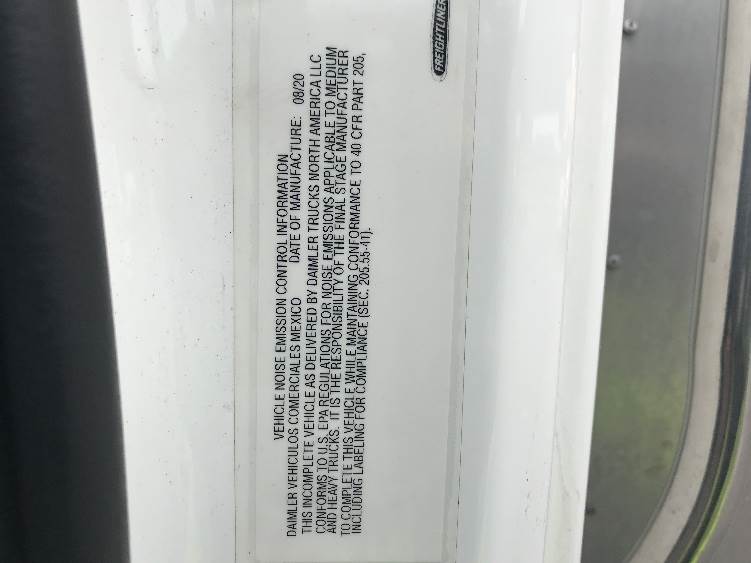 VEHICLE NOISE EMISSION CONTROL INFORMATION
DAIMLER VEHICULOS COMERCIALES MEXICO DATE OF MANUFACTURE: 08/20
THIS INCOMPLETE VEHICLE AS DELIVERED BY DAIMLER TRUCKS NORTH AMERICA LLC
CONFORMS TO U.S. EPA REGULATIONS FOR NOISE EMISSIONS APPLICABLE TO MEDIUM
AND HEAVY TRUCKS. IT IS THE RESPONSIBILITY OF THE FINAL STAGE MANUFACTURER
TO COMPLETE THIS VEHICLE WHILE MAINTAINING CONFORMANCE TO 40 CFR PART 205,
INCLUDING LABELING FOR COMPLIANCE (SEC. 205.55-41).
FREIGHTLINER